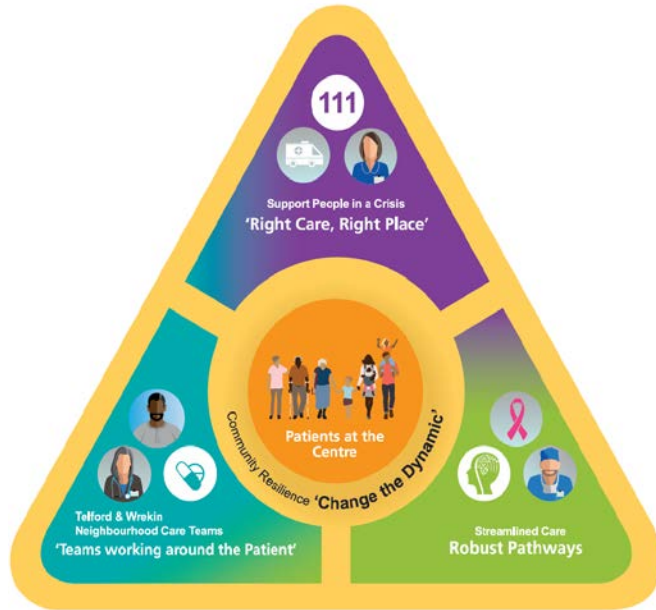 111
Support People in a Crisis
'Right Care, Right Place'
Patients at the
Centre
Community Resilience 'Change the Dynamic'
Telford & Wrekin
Neighbourhood Care Teams
'Teams working around the Patient'
Streamlined Care
Robust Pathways